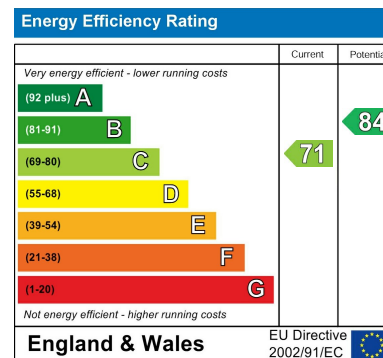 Energy Efficiency Rating
Current Potentia
Very energy efficient - lower running costs
(92 plus) A
(81-91) B
84
(69-80) C
71
(55-68) D
(39-54) E
(21-38) F
(1-20) G
Not energy efficient - higher running costs
England & Wales
EU Directive
2002/91/EC